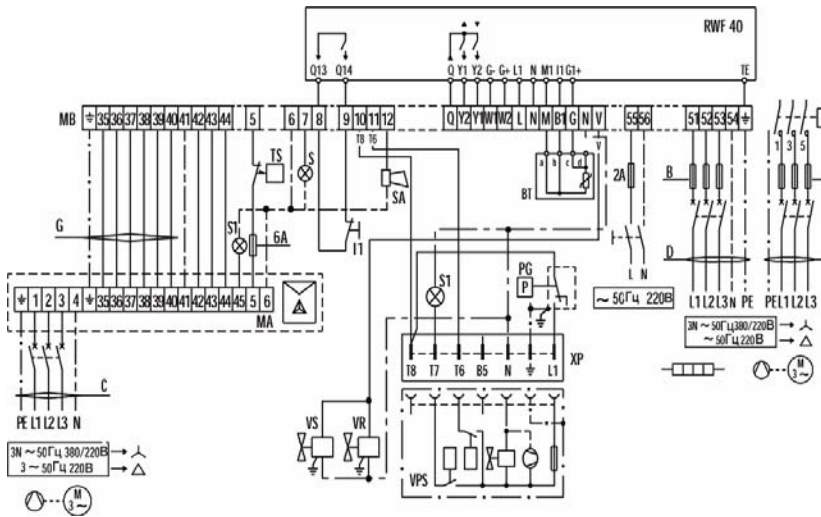 RWF 40
Q13 Q14 Q Y1 Y2 G- G+ L1 N M1 I1 G1+ TE
MB 35 36 37 38 39 40 41 42 43 44 5 6 7 8 9 10 11 12 Q Y2 Y1 W1 W2 L N M B1 G N V 55 56 51 52 53 54
T8 T6 V
1 3 5
TS S SA
a b c d
BT
2A
B
G
S1
6A
I1
D
S1
PG
P
L N
L1 L2 L3 N PE
PE L1 L2 L3
1 2 3 4 35 36 37 38 39 40 41 42 43 44 45 5 6
MA
~ 50Гц 220В
3N ~ 50Гц 380/220В
~ 50Гц 220В
XP
T8 T7 T6 B5 N L1
C
M
3~
PE L1 L2 L3 N
VS VR
3N ~ 50Гц 380/220В
3 ~ 50Гц 220В
VPS
M
3~